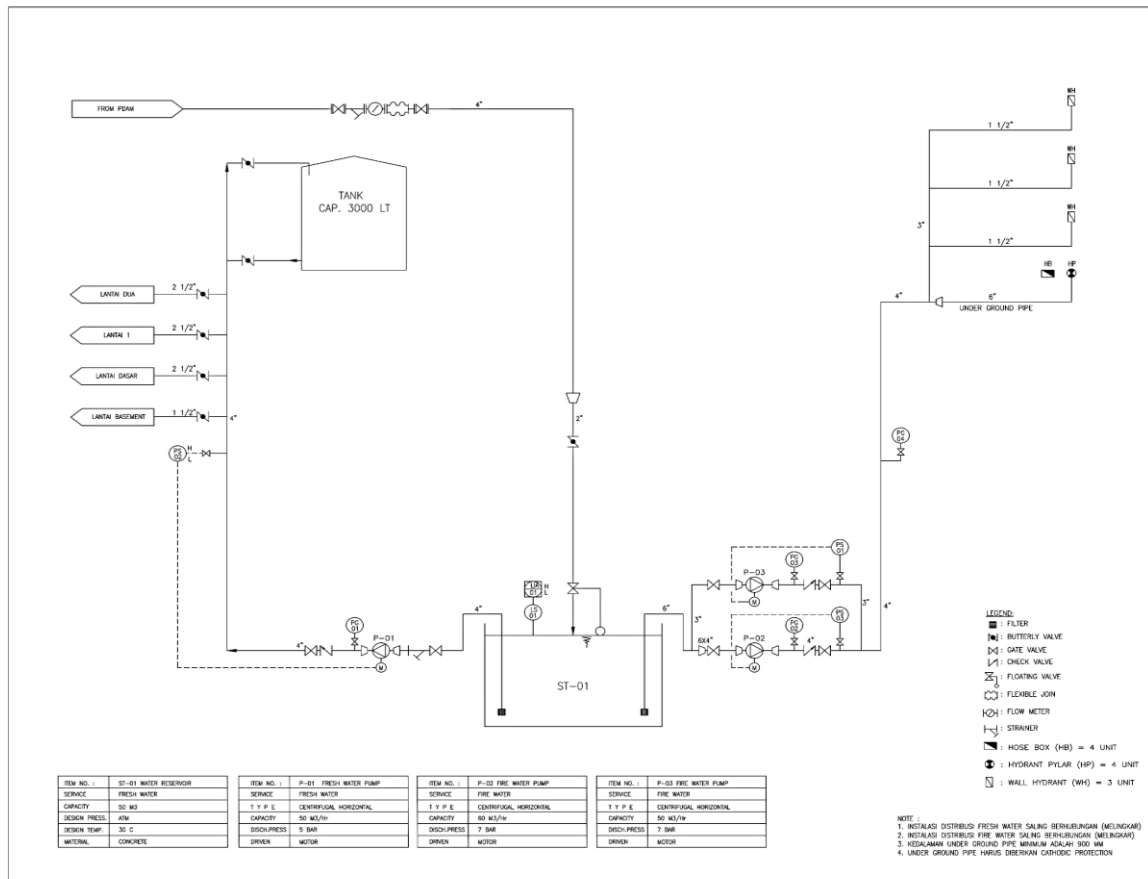 FROM PDAM
4"
TANK
CAP. 3000 LT
LANTAI DUA
2 1/2"
LANTAI 1
2 1/2"
LANTAI DASAR
2 1/2"
LANTAI BASEMENT
1 1/2"
4"
H
L
2"
WH
1 1/2"
WH
1 1/2"
WH
1 1/2"
3"
HB
HP
4"
6"
UNDER GROUND PIPE
PG
04
4"
PG
01
P-01
M
4"
4"
LS
01
H
L
ST-01
6"
3"
6X4"
P-03
M
PG
03
PS
01
P-02
M
PG
02
4"
3"
4"
LEGEND:
: FILTER
: BUTTERLY VALVE
: GATE VALVE
: CHECK VALVE
: FLOATING VALVE
: FLEXIBLE JOIN
: FLOW METER
: STRAINER
: HOSE BOX (HB) = 4 UNIT
: HYDRANT PYLAR (HP) = 4 UNIT
: WALL HYDRANT (WH) = 3 UNIT
ITEM NO. : ST-01 WATER RESERVOIR
SERVICE FRESH WATER
CAPACITY 50 M3
DESIGN PRESS. ATM
DESIGN TEMP. 30 C
MATERIAL CONCRETE
ITEM NO. : P-01 FRESH WATER PUMP
SERVICE FRESH WATER
T Y P E CENTRIFUGAL HORIZONTAL
CAPACITY 50 M3/Hr
DISCH.PRESS 5 BAR
DRIVEN MOTOR
ITEM NO. : P-02 FIRE WATER PUMP
SERVICE FIRE WATER
T Y P E CENTRIFUGAL HORIZONTAL
CAPACITY 60 M3/Hr
DISCH.PRESS 7 BAR
DRIVEN MOTOR
ITEM NO. : P-03 FIRE WATER PUMP
SERVICE FIRE WATER
T Y P E CENTRIFUGAL HORIZONTAL
CAPACITY 50 M3/Hr
DISCH.PRESS 7 BAR
DRIVEN MOTOR
NOTE :
1. INSTALASI DISTRIBUSI FRESH WATER SALING BERHUBUNGAN (MELINGKAR)
2. INSTALASI DISTRIBUSI FIRE WATER SALING BERHUBUNGAN (MELINGKAR)
3. KEDALAMAN UNDER GROUND PIPE MINIMUM ADALAH 900 MM
4. UNDER GROUND PIPE HARUS DIBERIKAN CATHODIC PROTECTION